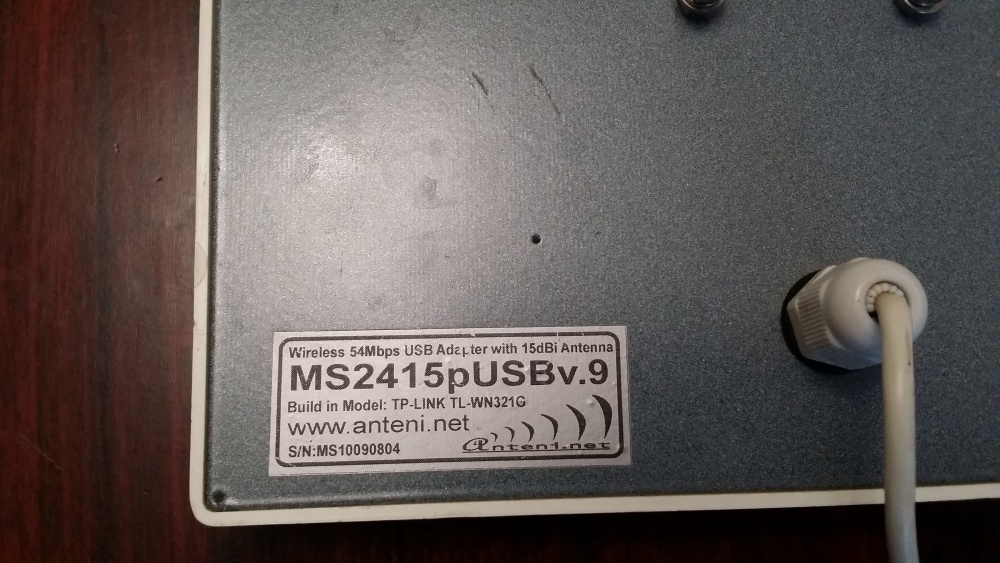 Wireless 54Mbps USB Adapter with 15dBi Antenna
MS2415pUSBv.9
Build in Model: TP-LINK TL-WN321G
www.anteni.net
Anteni.net
S/N:MS10090804